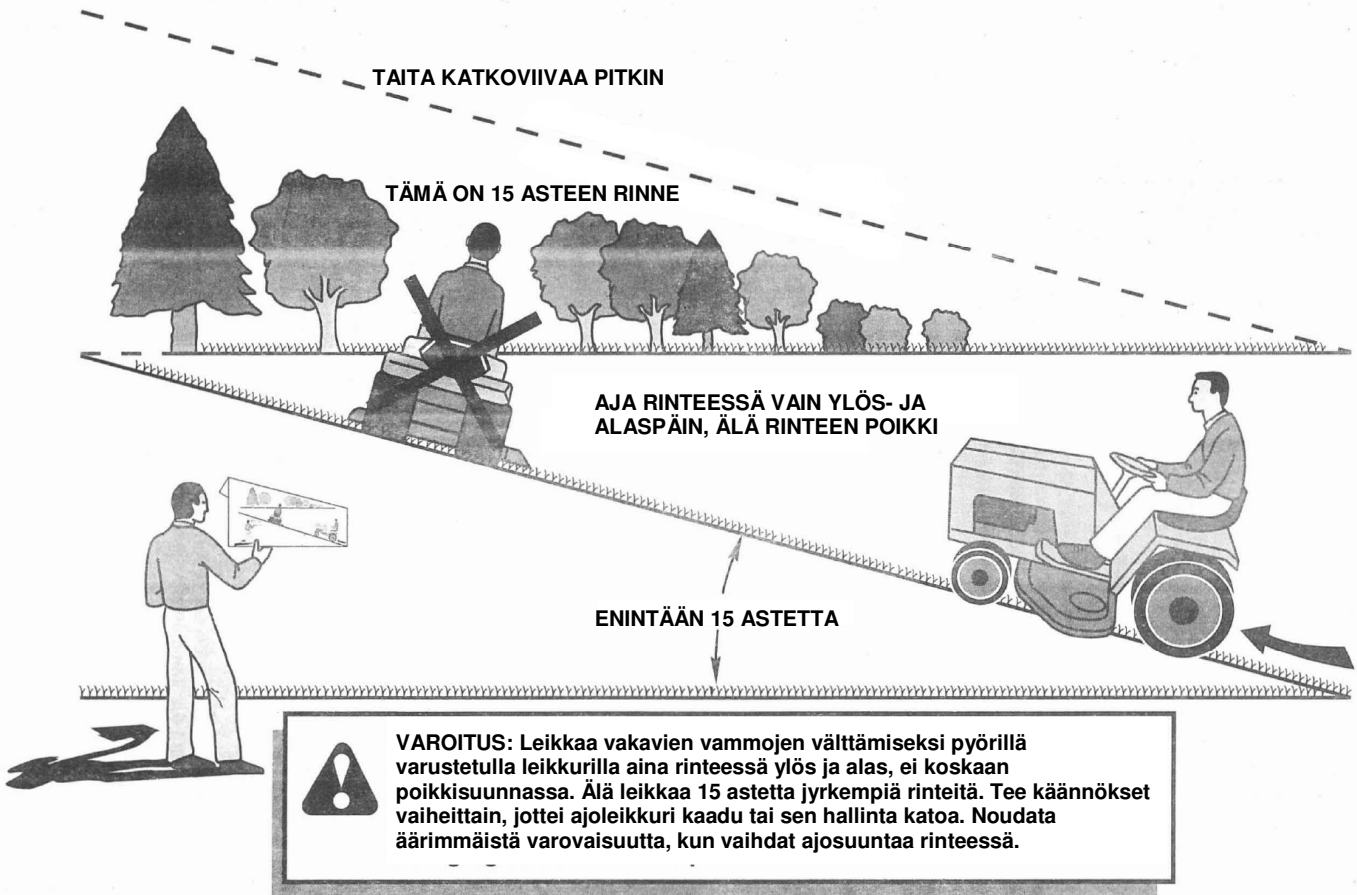 TAITA KATKOVIIVAA PITKIN
TÄMÄ ON 15 ASTEEN RINNE
AJA RINTEESSÄ VAIN YLÖS- JA
ALASPÄIN, ÄLÄ RINTEEN POIKKI
ENINTÄÄN 15 ASTETTA
VAROITUS: Leikkaa vakavien vammojen välttämiseksi pyörillä
varustetulla leikkurilla aina rinteessä ylös ja alas, ei koskaan
poikkisuunnassa. Älä leikkaa 15 astetta jyrkempiä rinteitä. Tee käännökset
vaiheittain, jottei ajoleikkuri kaadu tai sen hallinta katoa. Noudata
äärimmäistä varovaisuutta, kun vaihdat ajosuuntaa rinteessä.